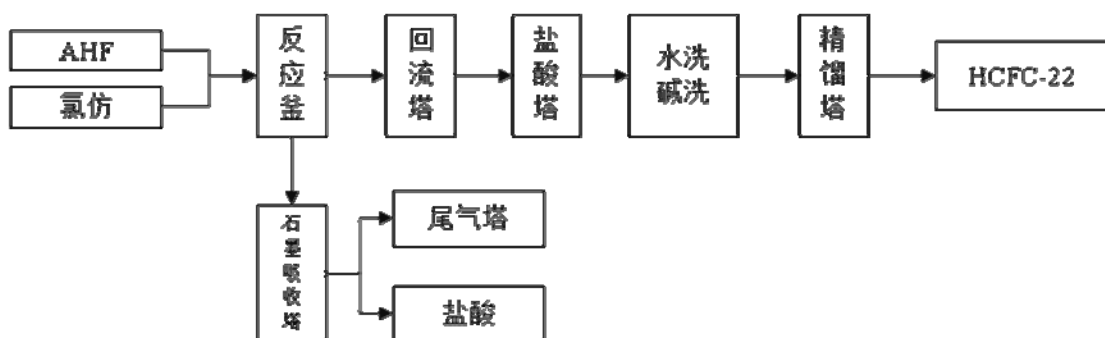 AHF
氯仿
反应釜
回流塔
盐酸塔
水洗
碱洗
精馏塔
HCFC-22
石墨吸收塔
尾气塔
盐酸